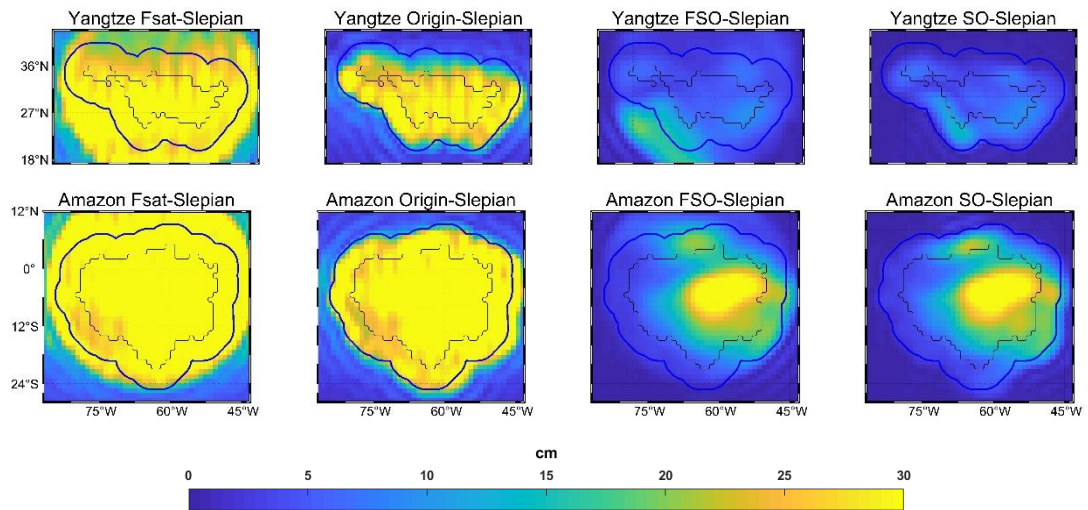 Yangtze Fsat-Slepian Yangtze Origin-Slepian Yangtze FSO-Slepian Yangtze SO-Slepian
36°N
27°N
18°N
Amazon Fsat-Slepian Amazon Origin-Slepian Amazon FSO-Slepian Amazon SO-Slepian
12°N
0°
12°S
24°S
75°W 60°W 45°W 75°W 60°W 45°W 75°W 60°W 45°W 75°W 60°W 45°W
cm
0 5 10 15 20 25 30